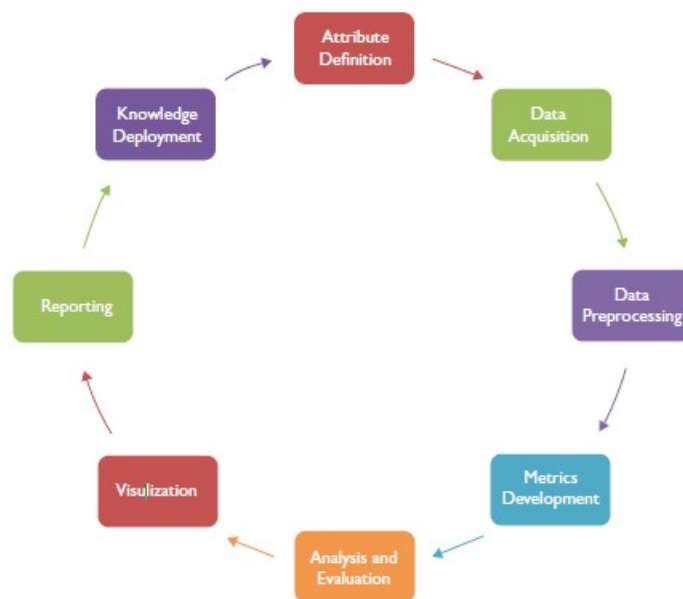 Attribute
Definition
Data
Acquisition
Data
Preprocessing
Metrics
Development
Analysis and
Evaluation
Visulization
Reporting
Knowledge
Deployment